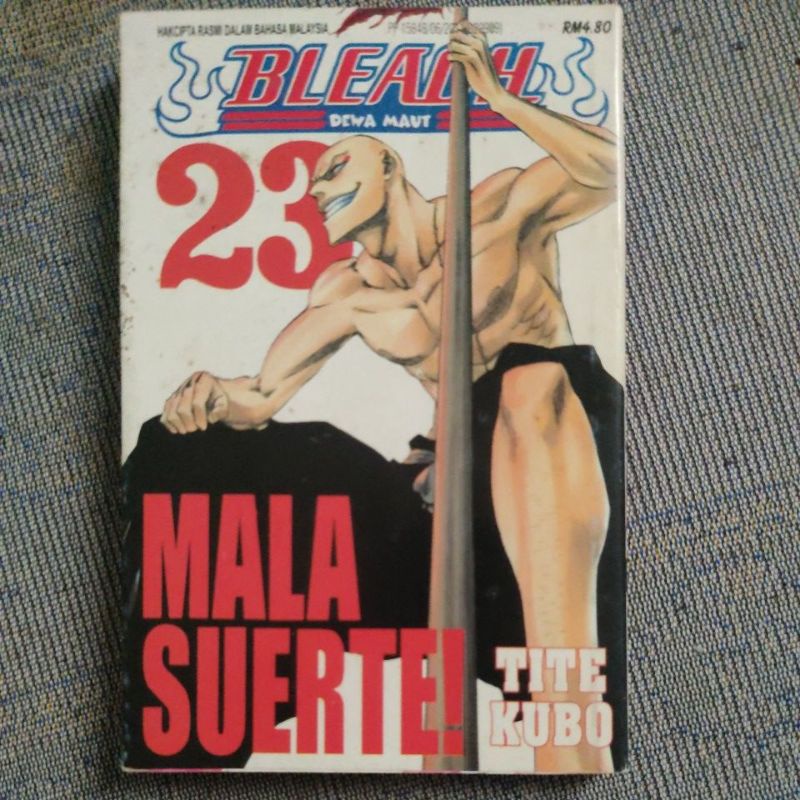 HAKCIPTA RASMI DALAM BAHASA MALAYSIA
RM4.80
BLEACH
DEWA MAUT
23
MALA
SUERTE!
TITE
KUBO